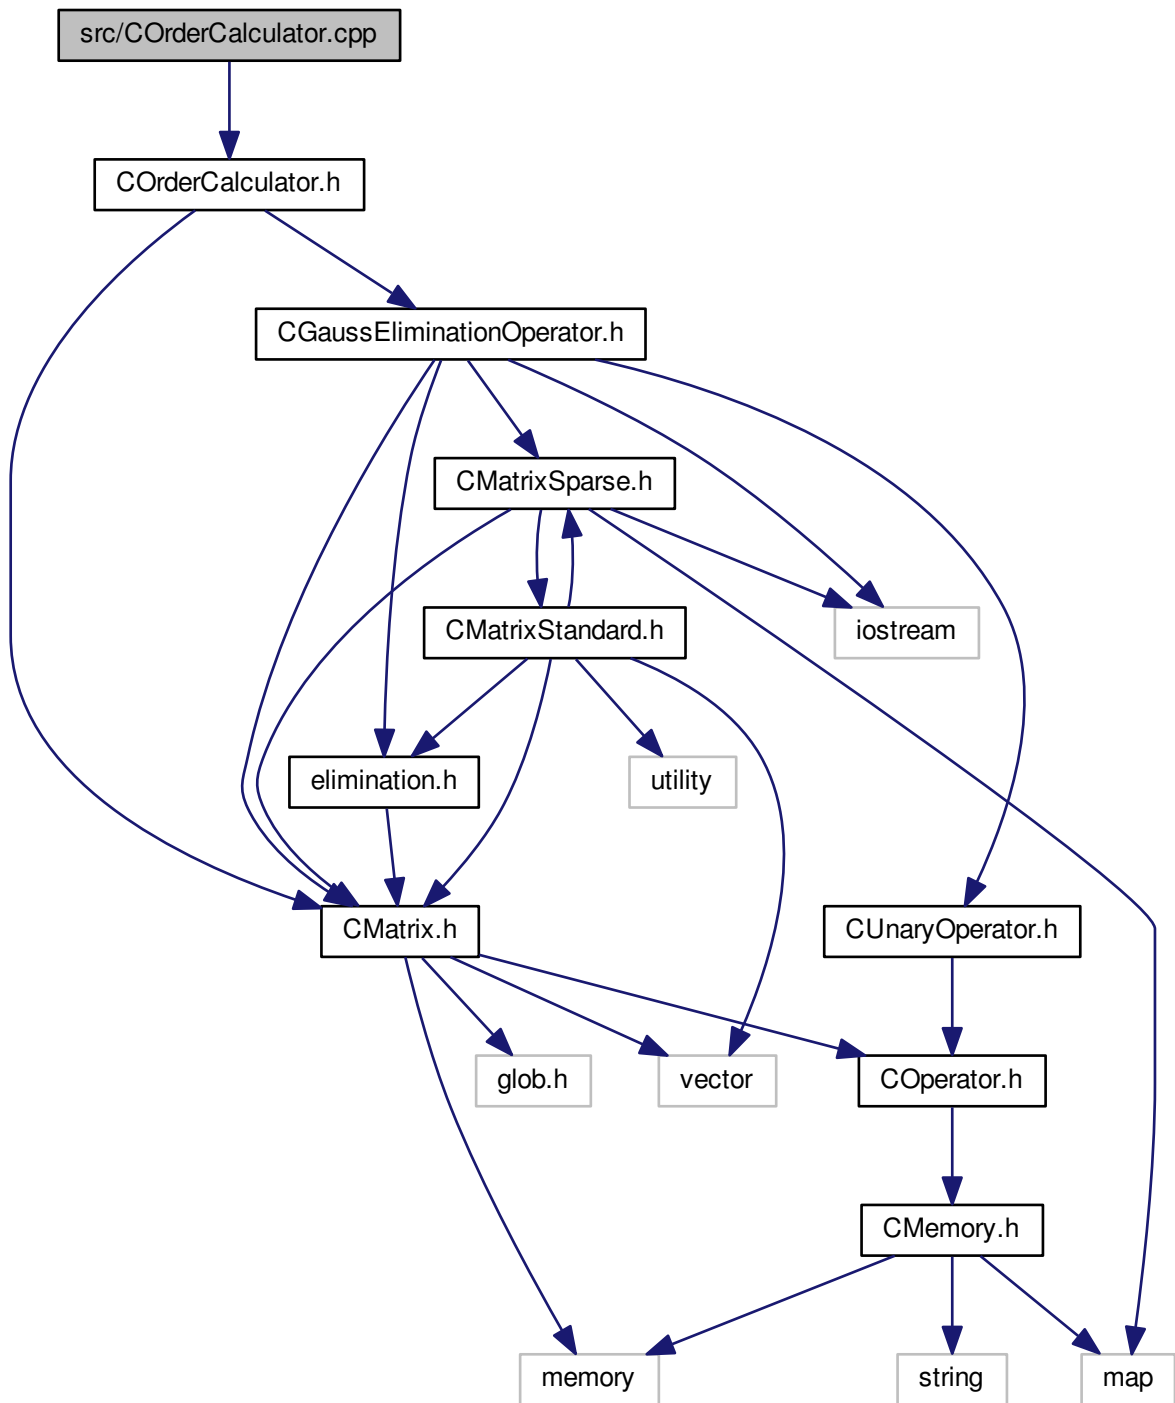 src/COrderCalculator.cpp
COrderCalculator.h
CGaussEliminationOperator.h
CMatrixSparse.h
CMatrixStandard.h
iostream
elimination.h
utility
CMatrix.h
CUnaryOperator.h
glob.h
vector
COperator.h
CMemory.h
memory
string
map